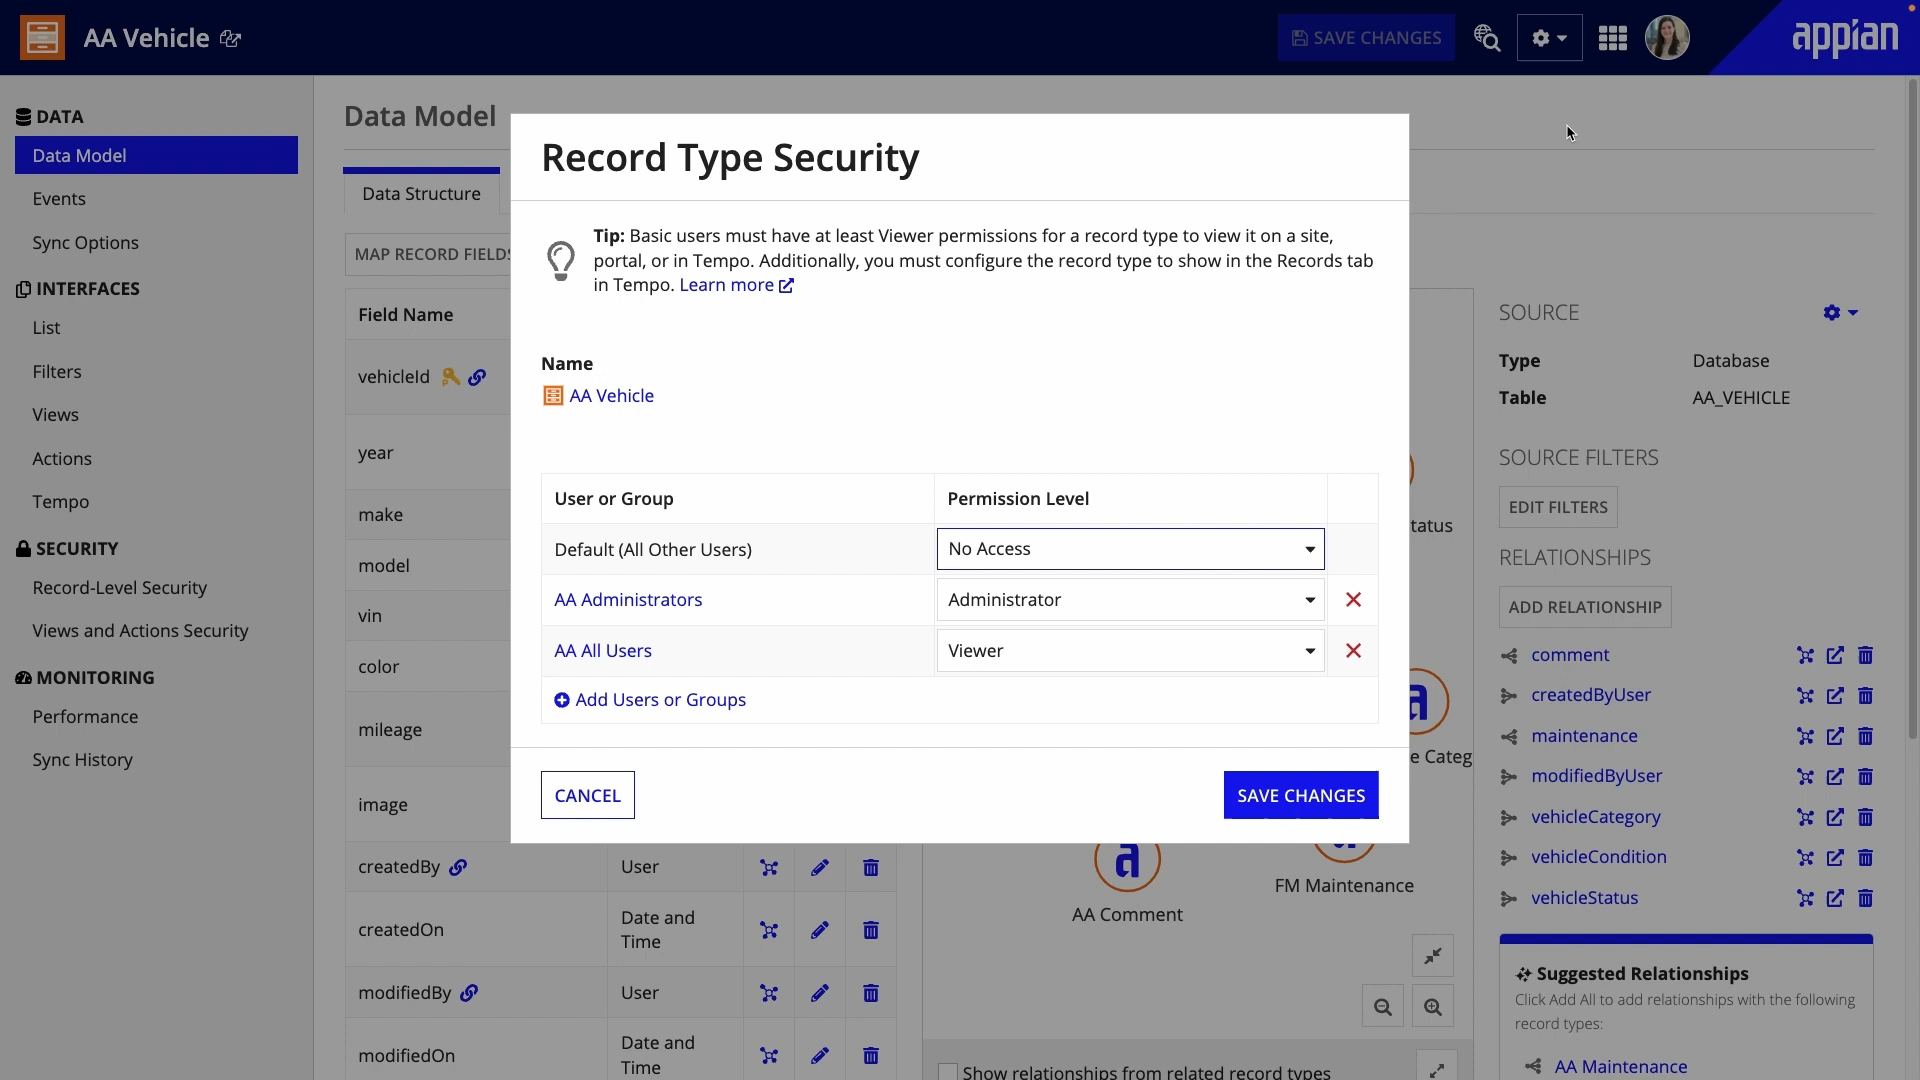 AA Vehicle
SAVE CHANGES
appian
DATA
Data Model
Events
Sync Options
INTERFACES
List
Filters
Views
Actions
Tempo
SECURITY
Record-Level Security
Views and Actions Security
MONITORING
Performance
Sync History
Data Model
Data Structure
MAP RECORD FIELDS
Field Name
vehicleId
year
make
model
vin
color
mileage
image
createdBy
User
createdOn
Date and
Time
modifiedBy
User
modifiedOn
Date and
Time
Record Type Security
Tip: Basic users must have at least Viewer permissions for a record type to view it on a site,
portal, or in Tempo. Additionally, you must configure the record type to show in the Records tab
in Tempo. Learn more
Name
AA Vehicle
User or Group
Permission Level
Default (All Other Users)
No Access
AA Administrators
Administrator
AA All Users
Viewer
Add Users or Groups
CANCEL
SAVE CHANGES
tatus
e Categ
a
AA Comment
FM Maintenance
Show relationships from related record types
SOURCE
Type
Database
Table
AA_VEHICLE
SOURCE FILTERS
EDIT FILTERS
RELATIONSHIPS
ADD RELATIONSHIP
comment
createdByUser
maintenance
modifiedByUser
vehicleCategory
vehicleCondition
vehicleStatus
Suggested Relationships
Click Add All to add relationships with the following
record types:
AA Maintenance